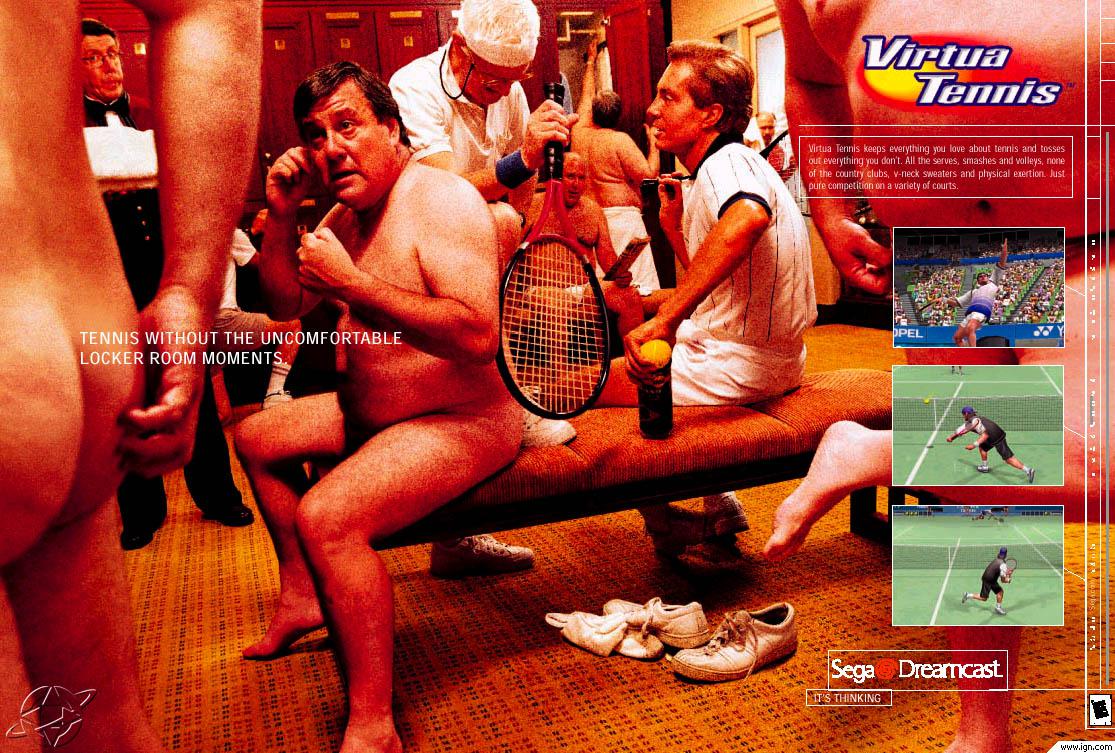 Virtua
Tennis™
Virtua Tennis keeps everything you love about tennis and tosses
out everything you don't. All the serves, smashes and volleys, none
of the country clubs, v-neck sweaters and physical exertion. Just
pure competition on a variety of courts.
OPEL
TENNIS WITHOUT THE UNCOMFORTABLE
LOCKER ROOM MOMENTS.
Sega Dreamcast
IT'S THINKING
E
www.ign.com